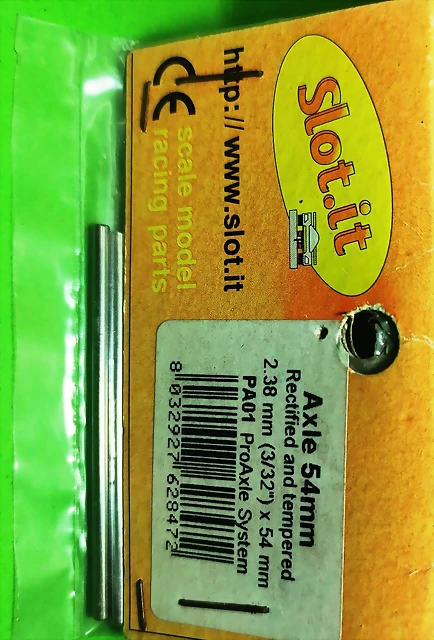 Slot.it
http://www.slot.it
CE
scale model
racing parts
Axle 54mm
Rectified and tempered
2.38 mm (3/32") x 54 mm
PA01 ProAxle System
8 032927 628472